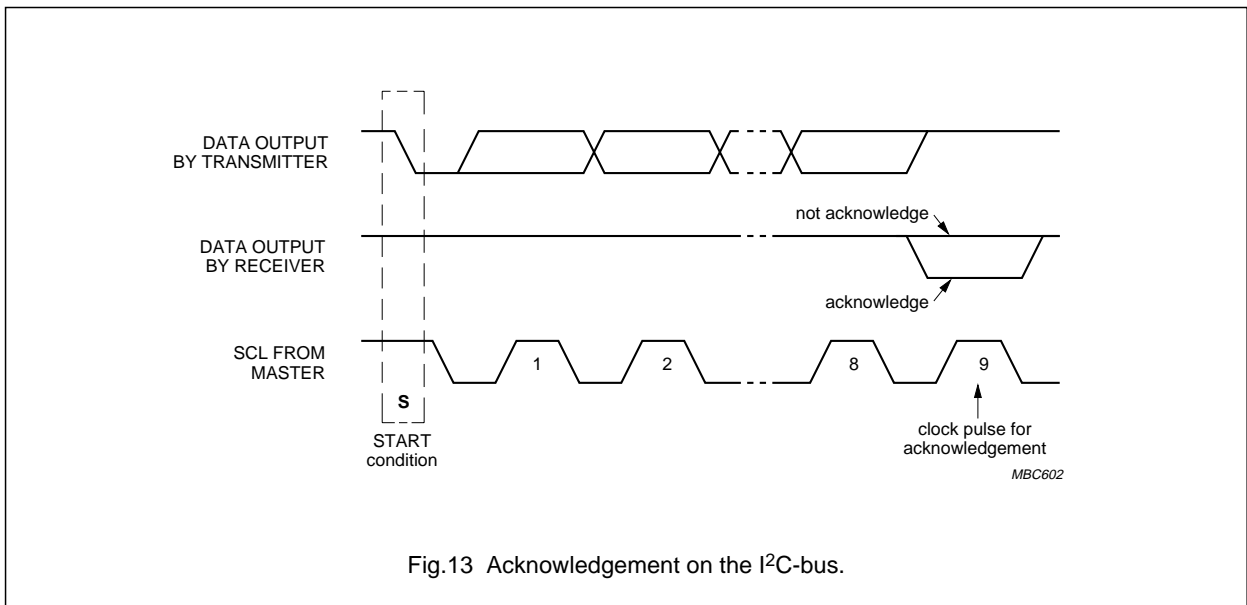 DATA OUTPUT
BY TRANSMITTER
not acknowledge
DATA OUTPUT
BY RECEIVER
acknowledge
SCL FROM
MASTER
1
2
8
9
S
START
condition
clock pulse for
acknowledgement
MBC602
Fig.13 Acknowledgement on the I²C-bus.